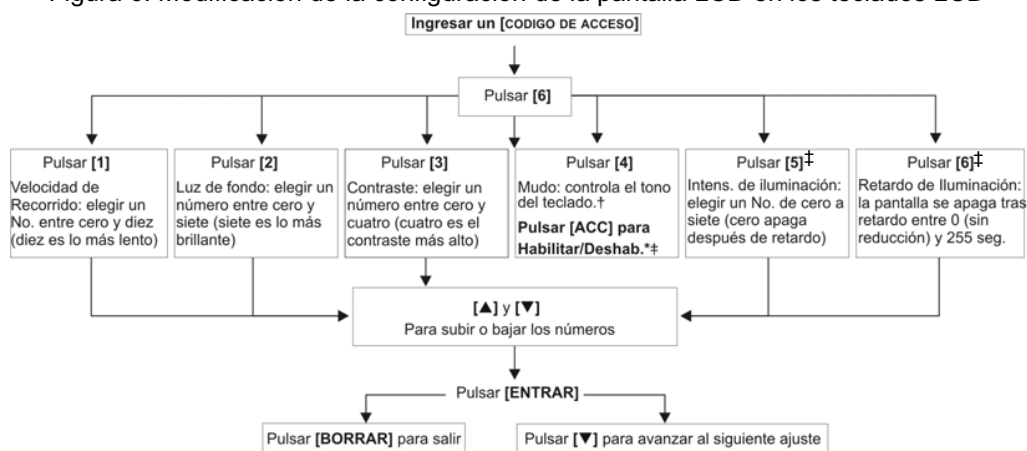 Figura 6: Modificación de la configuración de la pantalla LCD en los teclados LCD
Ingresar un [CODIGO DE ACCESO]
Pulsar [6]
Pulsar [1]
Velocidad de
Recorrido: elegir un
No. entre cero y diez
(diez es lo más lento)
Pulsar [2]
Luz de fondo: elegir un
número entre cero y
siete (siete es lo más
brillante)
Pulsar [3]
Contraste: elegir un
número entre cero y
cuatro (cuatro es el
contraste más alto)
Pulsar [4]
Mudo: controla el tono
del teclado.†
Pulsar [ACC] para
Habilitar/Deshab.*‡
Pulsar [5]‡
Intens. de iluminación:
elegir un No. de cero a
siete (cero apaga
después de retardo)
Pulsar [6]‡
Retardo de Iluminación:
la pantalla se apaga tras
retardo entre 0 (sin
reducción) y 255 seg.
[▲] y [▼]
Para subir o bajar los números
Pulsar [ENTRAR]
Pulsar [BORRAR] para salir
Pulsar [▼] para avanzar al siguiente ajuste